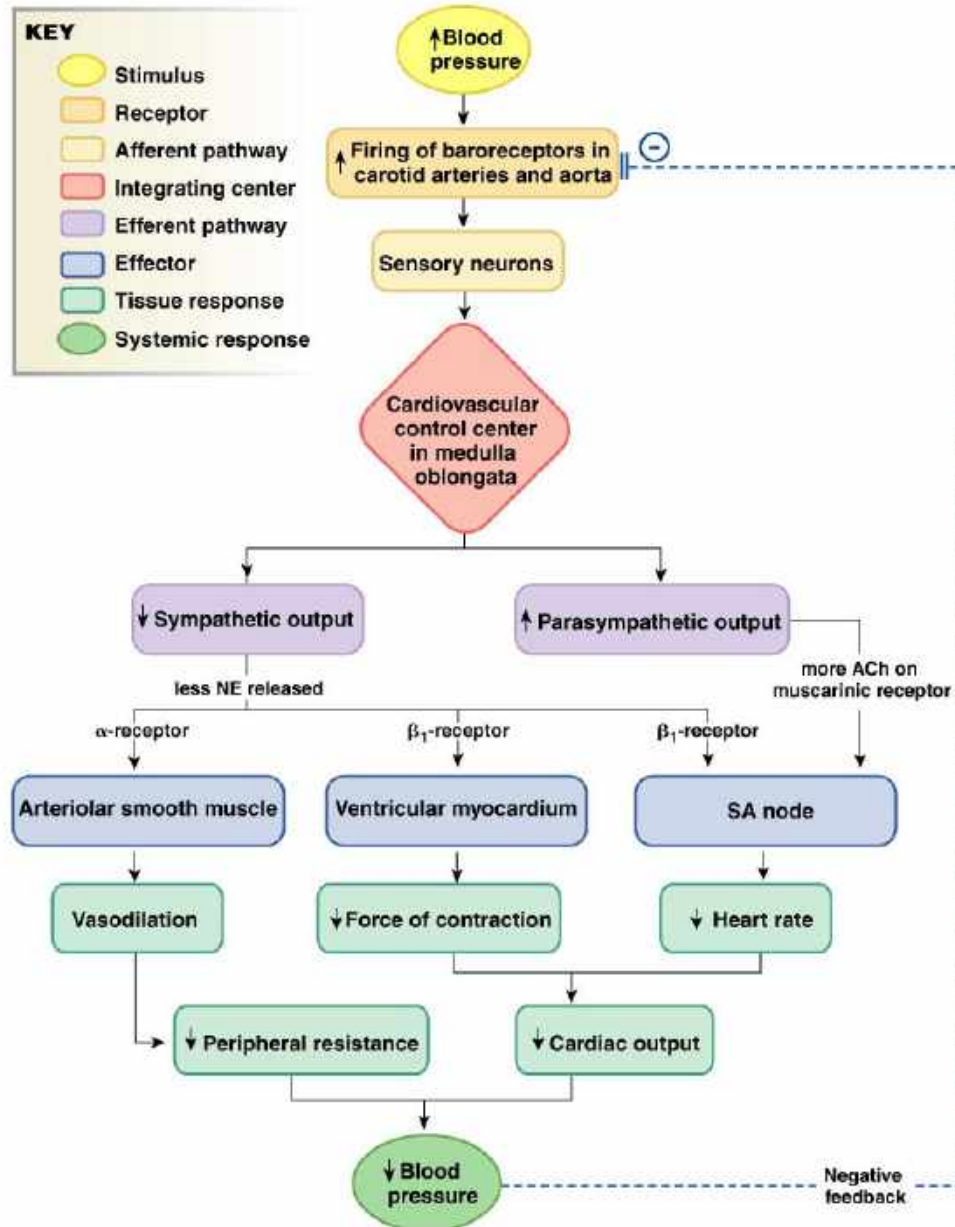 KEY
Stimulus
Receptor
Afferent pathway
Integrating center
Efferent pathway
Effector
Tissue response
Systemic response
↑Blood
pressure
↑ Firing of baroreceptors in
carotid arteries and aorta
−
Sensory neurons
Cardiovascular
control center
in medulla
oblongata
↓ Sympathetic output
↑ Parasympathetic output
less NE released
more ACh on
muscarinic receptor
α-receptor
β₁-receptor
β₁-receptor
Arteriolar smooth muscle
Ventricular myocardium
SA node
Vasodilation
↓Force of contraction
↓ Heart rate
↓ Peripheral resistance
↓ Cardiac output
↓Blood
pressure
Negative
feedback